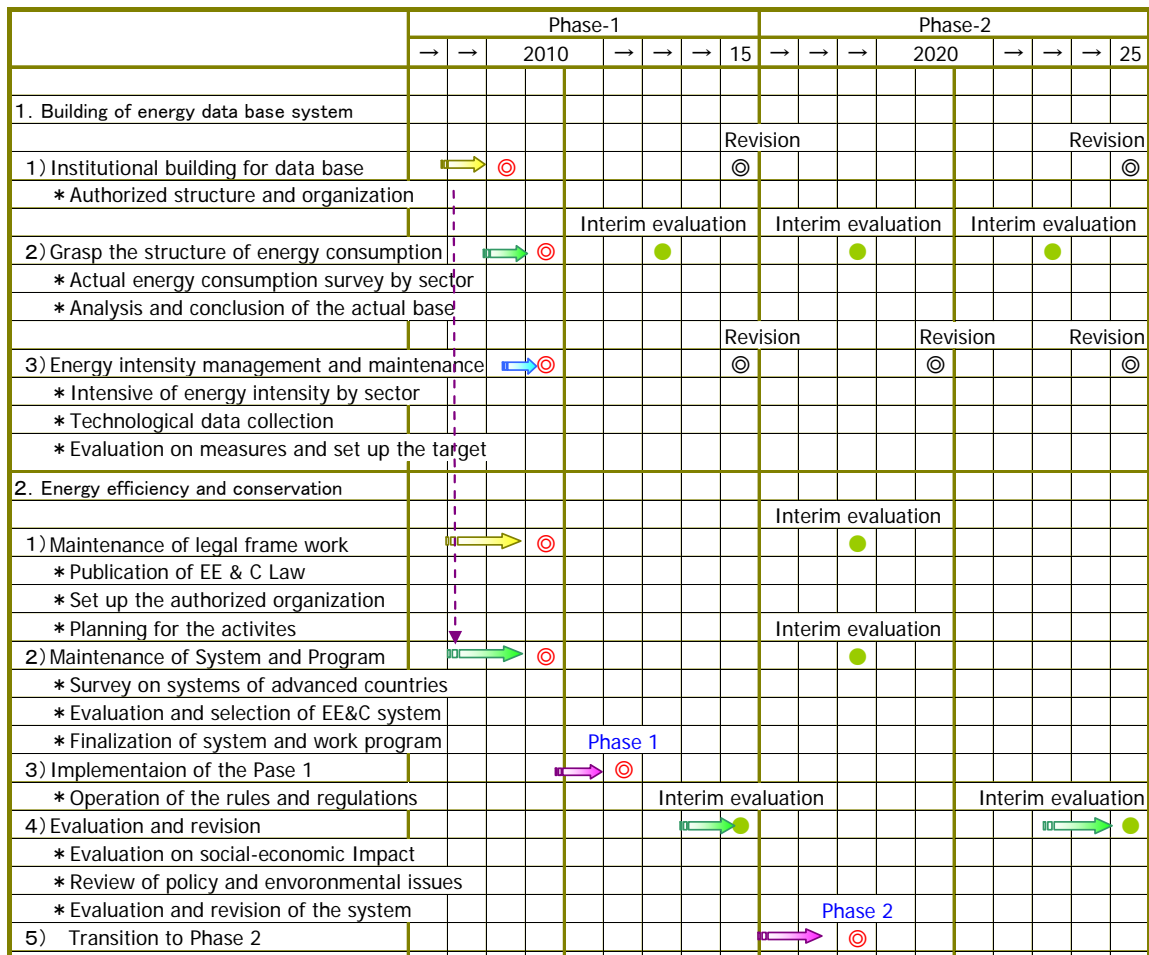 Phase-1 Phase-2
→ → 2010 → → → 15 → → → 2020 → → → 25
1. Building of energy data base system
Revision Revision
1) Institutional building for data base ◎ ◎ ◎
* Authorized structure and organization
Interim evaluation Interim evaluation Interim evaluation
2) Grasp the structure of energy consumption ◎ ● ● ●
* Actual energy consumption survey by sector
* Analysis and conclusion of the actual base
Revision Revision Revision
3) Energy intensity management and maintenance ◎ ◎ ◎ ◎
* Intensive of energy intensity by sector
* Technological data collection
* Evaluation on measures and set up the target
2. Energy efficiency and conservation
Interim evaluation
1) Maintenance of legal frame work ◎ ●
* Publication of EE & C Law
* Set up the authorized organization
* Planning for the activites Interim evaluation
2) Maintenance of System and Program ◎ ●
* Survey on systems of advanced countries
* Evaluation and selection of EE&C system
* Finalization of system and work program Phase 1
3) Implementaion of the Pase 1 ◎
* Operation of the rules and regulations Interim evaluation Interim evaluation
4) Evaluation and revision ● ●
* Evaluation on social-economic Impact
* Review of policy and envoronmental issues
* Evaluation and revision of the system Phase 2
5) Transition to Phase 2 ◎